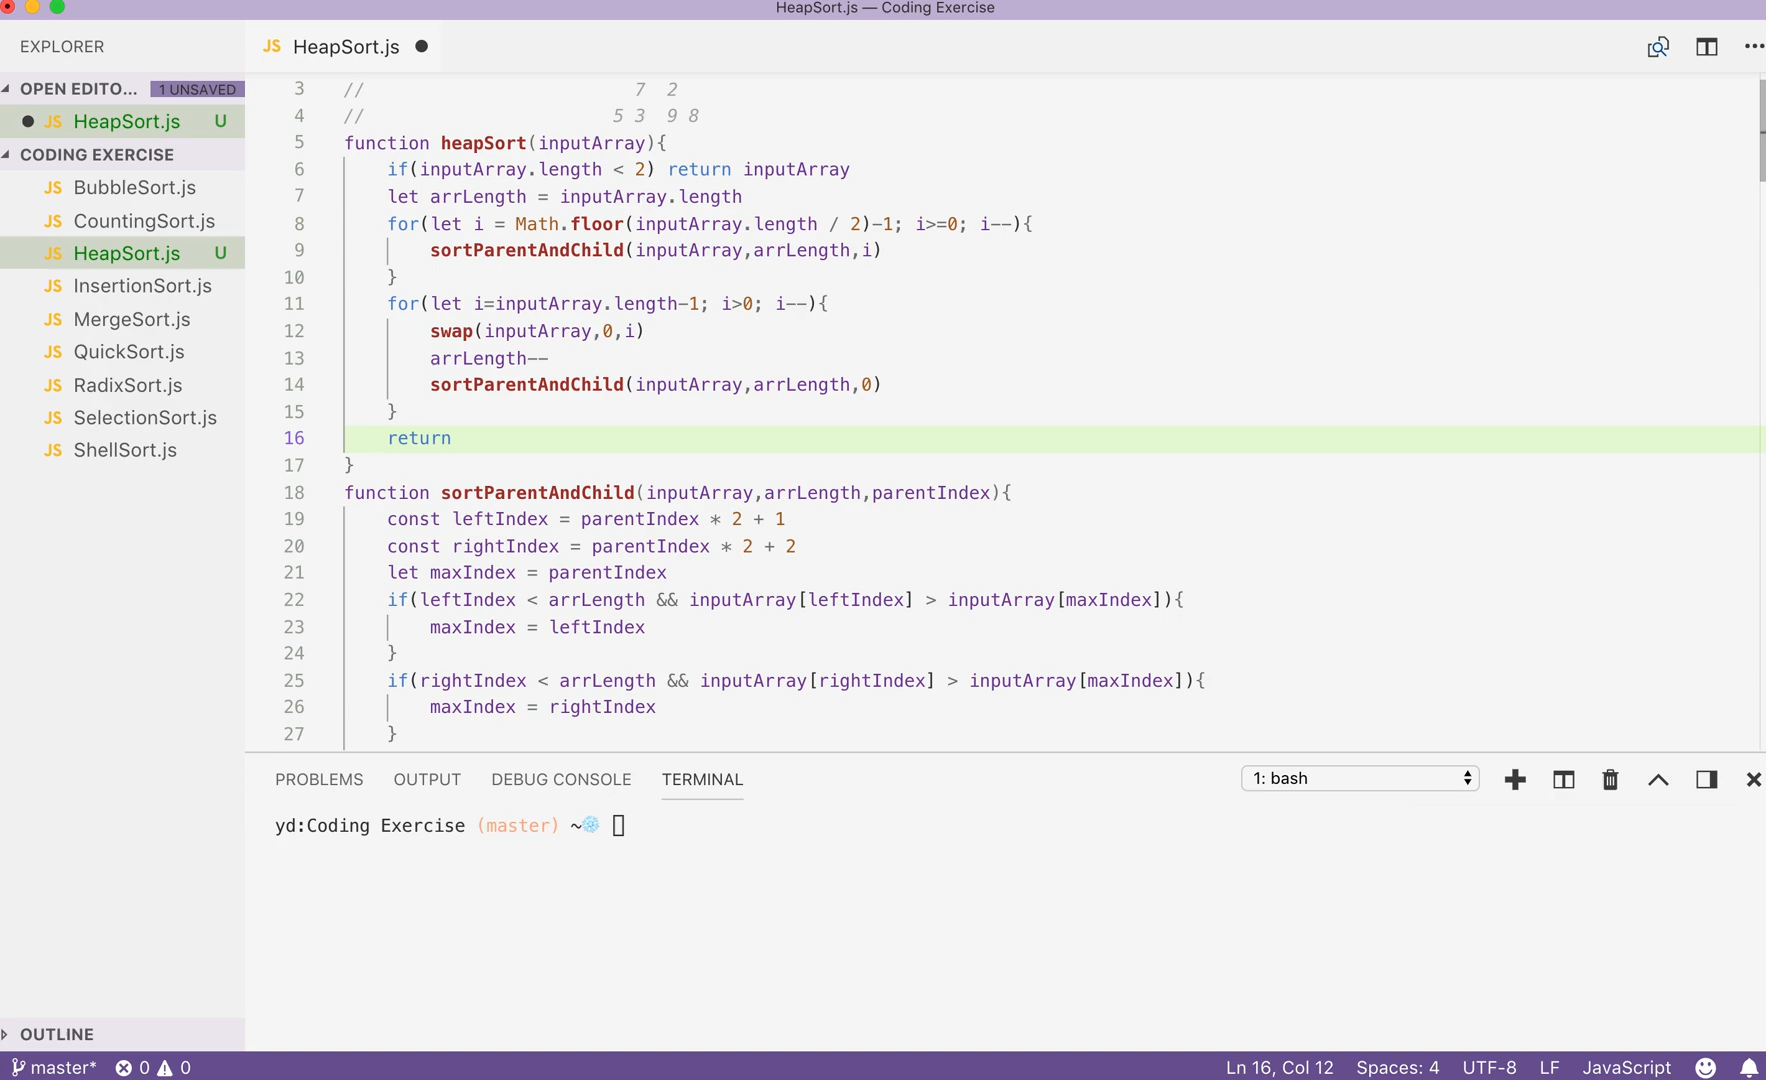 HeapSort.js — Coding Exercise
EXPLORER
JS HeapSort.js ●
OPEN EDITO... 1 UNSAVED
● JS HeapSort.js U
CODING EXERCISE
JS BubbleSort.js
JS CountingSort.js
JS HeapSort.js U
JS InsertionSort.js
JS MergeSort.js
JS QuickSort.js
JS RadixSort.js
JS SelectionSort.js
JS ShellSort.js
OUTLINE
3 // 7 2
4 // 5 3 9 8
5 function heapSort(inputArray){
6 if(inputArray.length < 2) return inputArray
7 let arrLength = inputArray.length
8 for(let i = Math.floor(inputArray.length / 2)-1; i>=0; i--){
9 sortParentAndChild(inputArray,arrLength,i)
10 }
11 for(let i=inputArray.length-1; i>0; i--){
12 swap(inputArray,0,i)
13 arrLength--
14 sortParentAndChild(inputArray,arrLength,0)
15 }
16 return
17 }
18 function sortParentAndChild(inputArray,arrLength,parentIndex){
19 const leftIndex = parentIndex * 2 + 1
20 const rightIndex = parentIndex * 2 + 2
21 let maxIndex = parentIndex
22 if(leftIndex < arrLength && inputArray[leftIndex] > inputArray[maxIndex]){
23 maxIndex = leftIndex
24 }
25 if(rightIndex < arrLength && inputArray[rightIndex] > inputArray[maxIndex]){
26 maxIndex = rightIndex
27 }
PROBLEMS OUTPUT DEBUG CONSOLE TERMINAL 1: bash
yd:Coding Exercise (master) ~
master* 0 0 Ln 16, Col 12 Spaces: 4 UTF-8 LF JavaScript